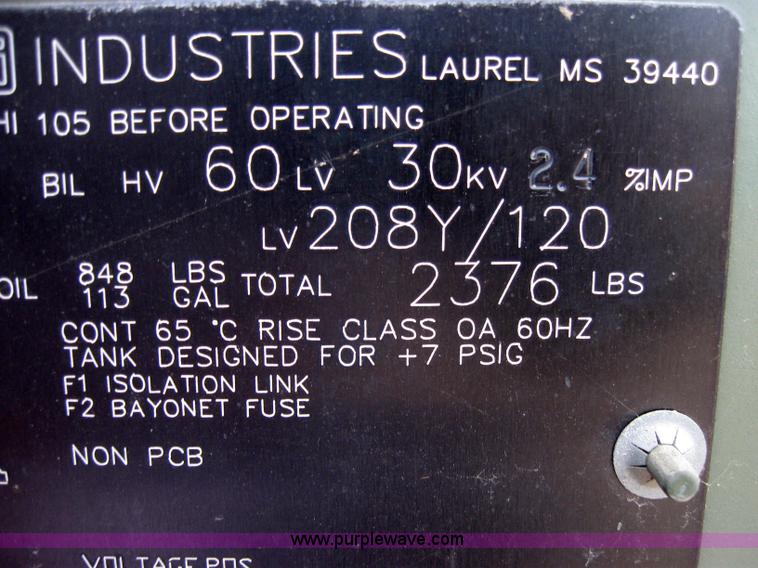 INDUSTRIES LAUREL MS 39440
HI 105 BEFORE OPERATING
BIL HV 60 LV 30 KV 2.4 %IMP
LV 208Y/120
OIL 848 LBS TOTAL 2376 LBS
113 GAL
CONT 65 °C RISE CLASS OA 60HZ
TANK DESIGNED FOR +7 PSIG
F1 ISOLATION LINK
F2 BAYONET FUSE
NON PCB
www.purplewave.com
VOLTAGE POS